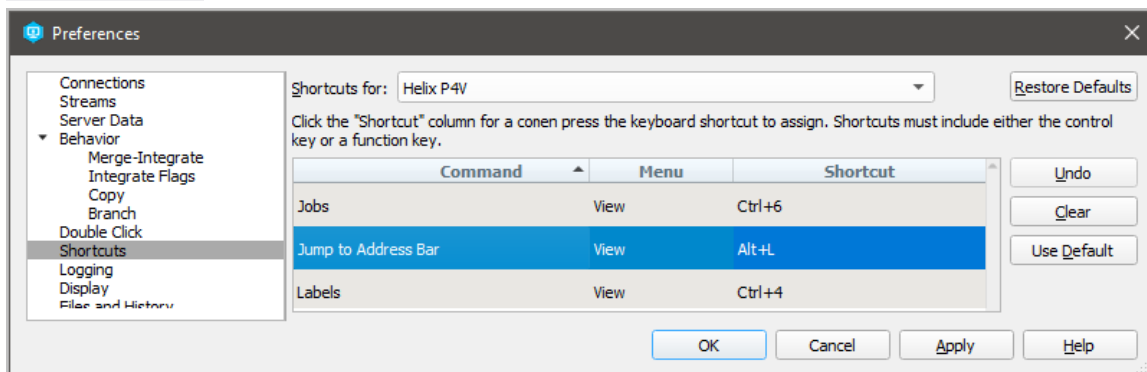 Preferences
Connections
Streams
Server Data
Behavior
Merge-Integrate
Integrate Flags
Copy
Branch
Double Click
Shortcuts
Logging
Display
Files and History
Shortcuts for: Helix P4V
Restore Defaults
Click the "Shortcut" column for a conen press the keyboard shortcut to assign. Shortcuts must include either the control
key or a function key.
Command Menu Shortcut
Jobs View Ctrl+6
Jump to Address Bar View Alt+L
Labels View Ctrl+4
Undo
Clear
Use Default
OK Cancel Apply Help